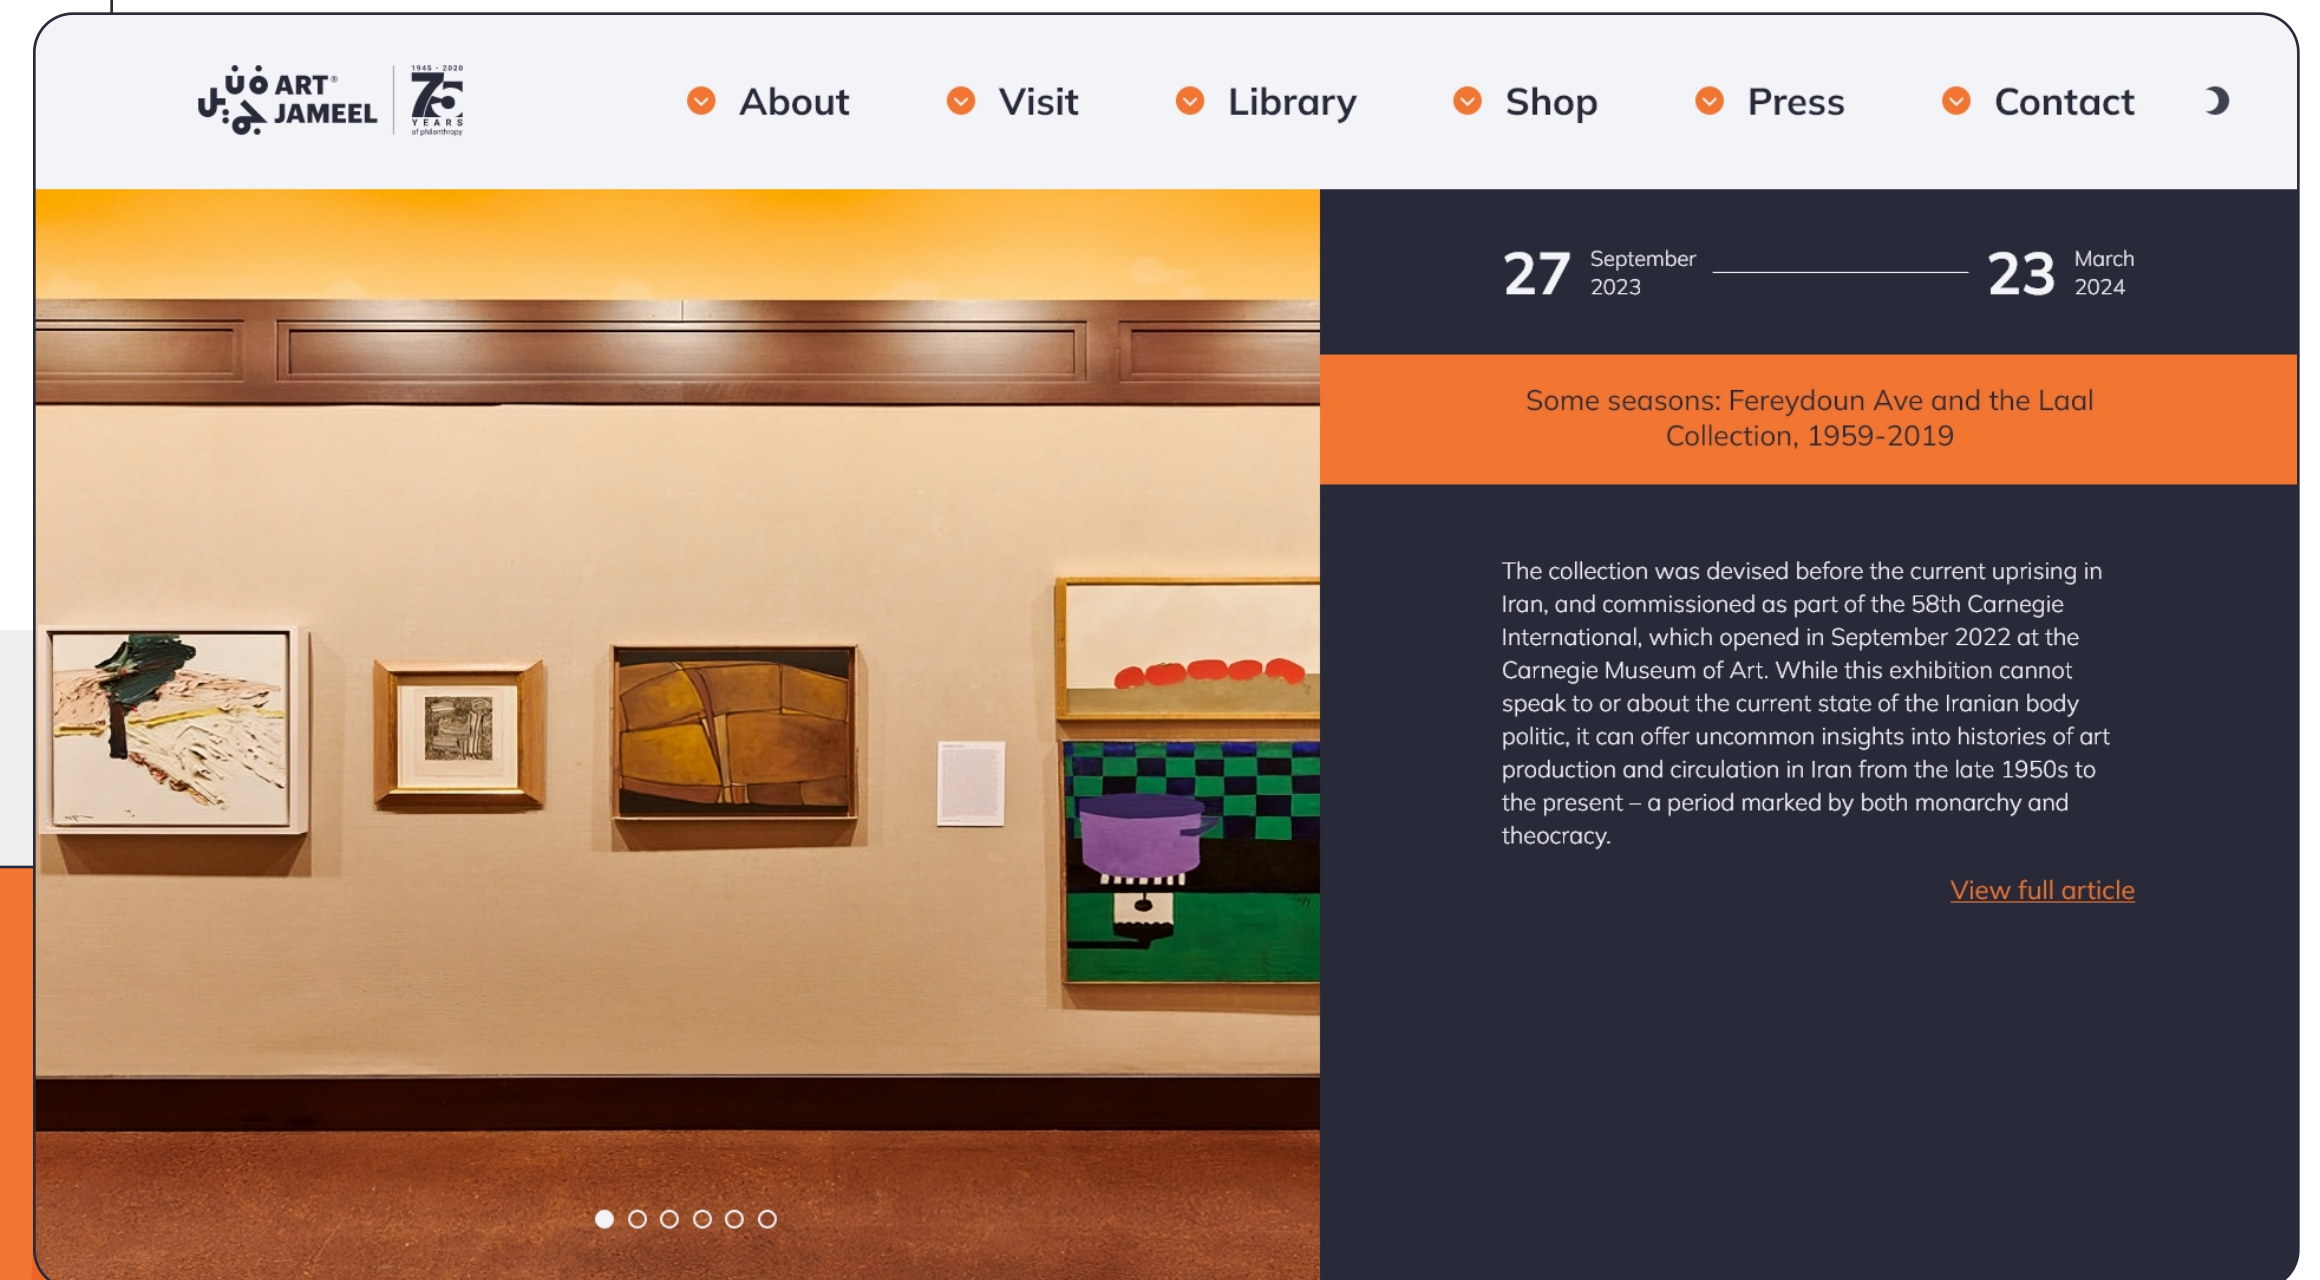 فن
جميل
ART®
JAMEEL
1945 - 2020
75
YEARS
of philanthropy
About
Visit
Library
Shop
Press
Contact
27 September 2023
23 March 2024
Some seasons: Fereydoun Ave and the Laal
Collection, 1959-2019
The collection was devised before the current uprising in
Iran, and commissioned as part of the 58th Carnegie
International, which opened in September 2022 at the
Carnegie Museum of Art. While this exhibition cannot
speak to or about the current state of the Iranian body
politic, it can offer uncommon insights into histories of art
production and circulation in Iran from the late 1950s to
the present – a period marked by both monarchy and
theocracy.
View full article